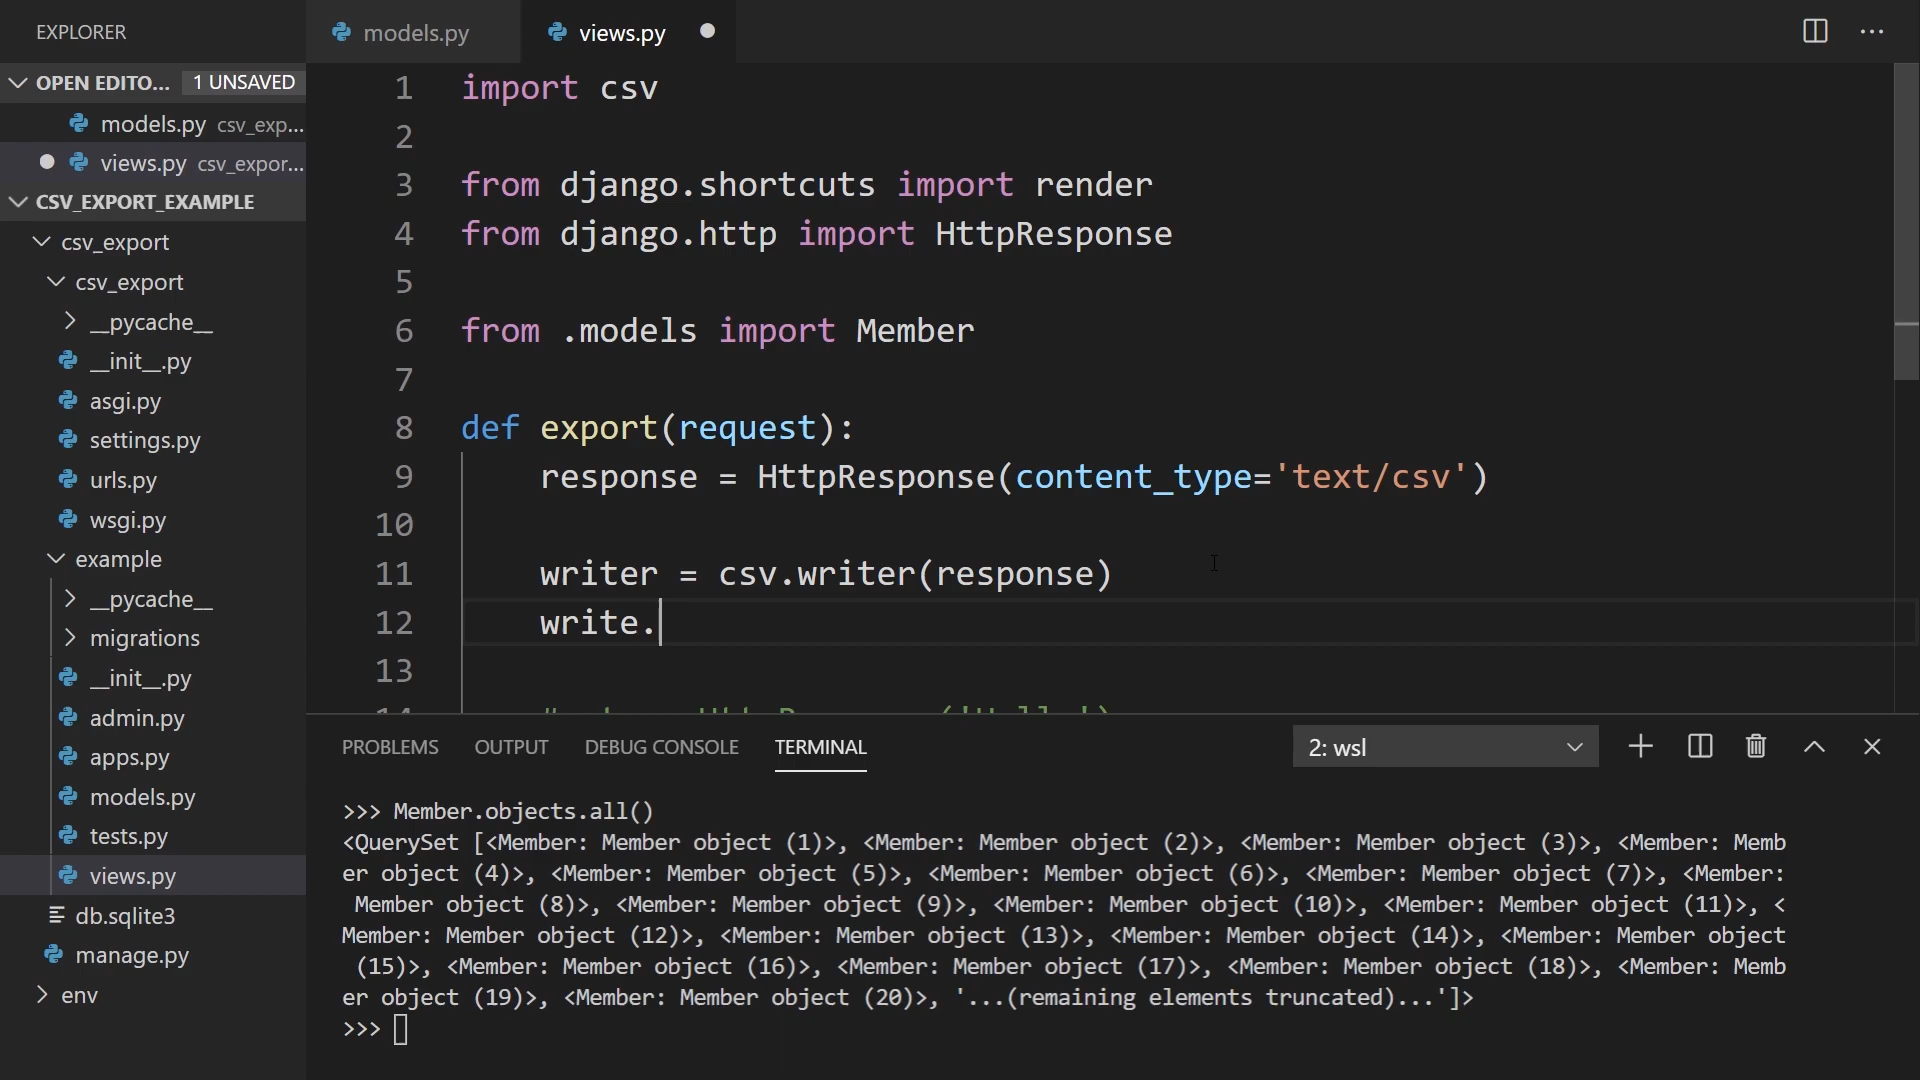 EXPLORER
OPEN EDITO... 1 UNSAVED
models.py csv_exp...
views.py csv_expor...
CSV_EXPORT_EXAMPLE
csv_export
csv_export
__pycache__
__init__.py
asgi.py
settings.py
urls.py
wsgi.py
example
__pycache__
migrations
__init__.py
admin.py
apps.py
models.py
tests.py
views.py
db.sqlite3
manage.py
env
models.py
views.py
1 import csv
2
3 from django.shortcuts import render
4 from django.http import HttpResponse
5
6 from .models import Member
7
8 def export(request):
9 response = HttpResponse(content_type='text/csv')
10
11 writer = csv.writer(response)
12 write.
13
PROBLEMS OUTPUT DEBUG CONSOLE TERMINAL 2: wsl
>>> Member.objects.all()
<QuerySet [<Member: Member object (1)>, <Member: Member object (2)>, <Member: Member object (3)>, <Member: Memb
er object (4)>, <Member: Member object (5)>, <Member: Member object (6)>, <Member: Member object (7)>, <Member:
Member object (8)>, <Member: Member object (9)>, <Member: Member object (10)>, <Member: Member object (11)>, <
Member: Member object (12)>, <Member: Member object (13)>, <Member: Member object (14)>, <Member: Member object
(15)>, <Member: Member object (16)>, <Member: Member object (17)>, <Member: Member object (18)>, <Member: Memb
er object (19)>, <Member: Member object (20)>, '...(remaining elements truncated)...']>
>>>